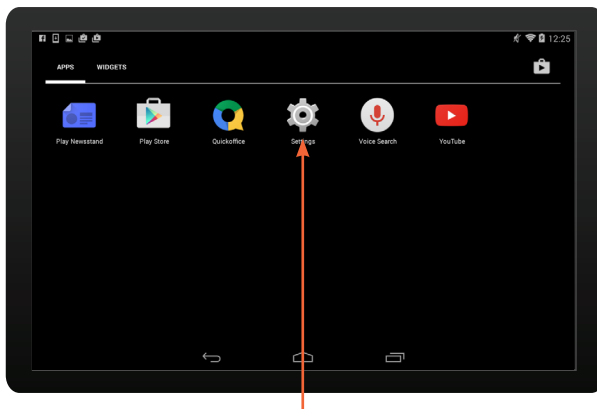 12:25
APPS WIDGETS
Play Newsstand Play Store Quickoffice Settings Voice Search YouTube